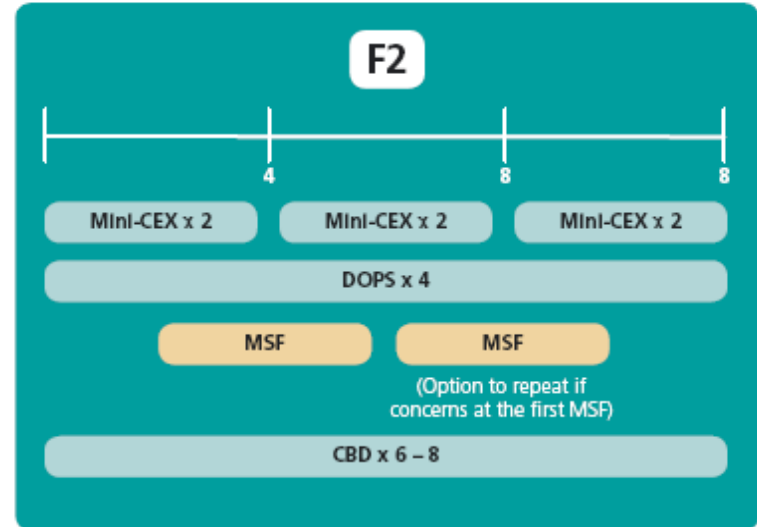 F2
4 8 8
Mini-CEX x 2 Mini-CEX x 2 Mini-CEX x 2
DOPS x 4
MSF MSF
(Option to repeat if
concerns at the first MSF)
CBD x 6 – 8